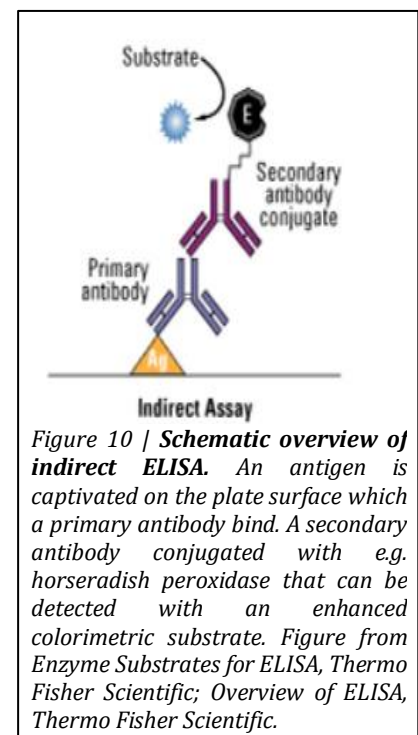 Substrate
E
Secondary
antibody
conjugate
Primary
antibody
Ag
Indirect Assay
Figure 10 | Schematic overview of
indirect ELISA. An antigen is
captivated on the plate surface which
a primary antibody bind. A secondary
antibody conjugated with e.g.
horseradish peroxidase that can be
detected with an enhanced
colorimetric substrate. Figure from
Enzyme Substrates for ELISA, Thermo
Fisher Scientific; Overview of ELISA,
Thermo Fisher Scientific.